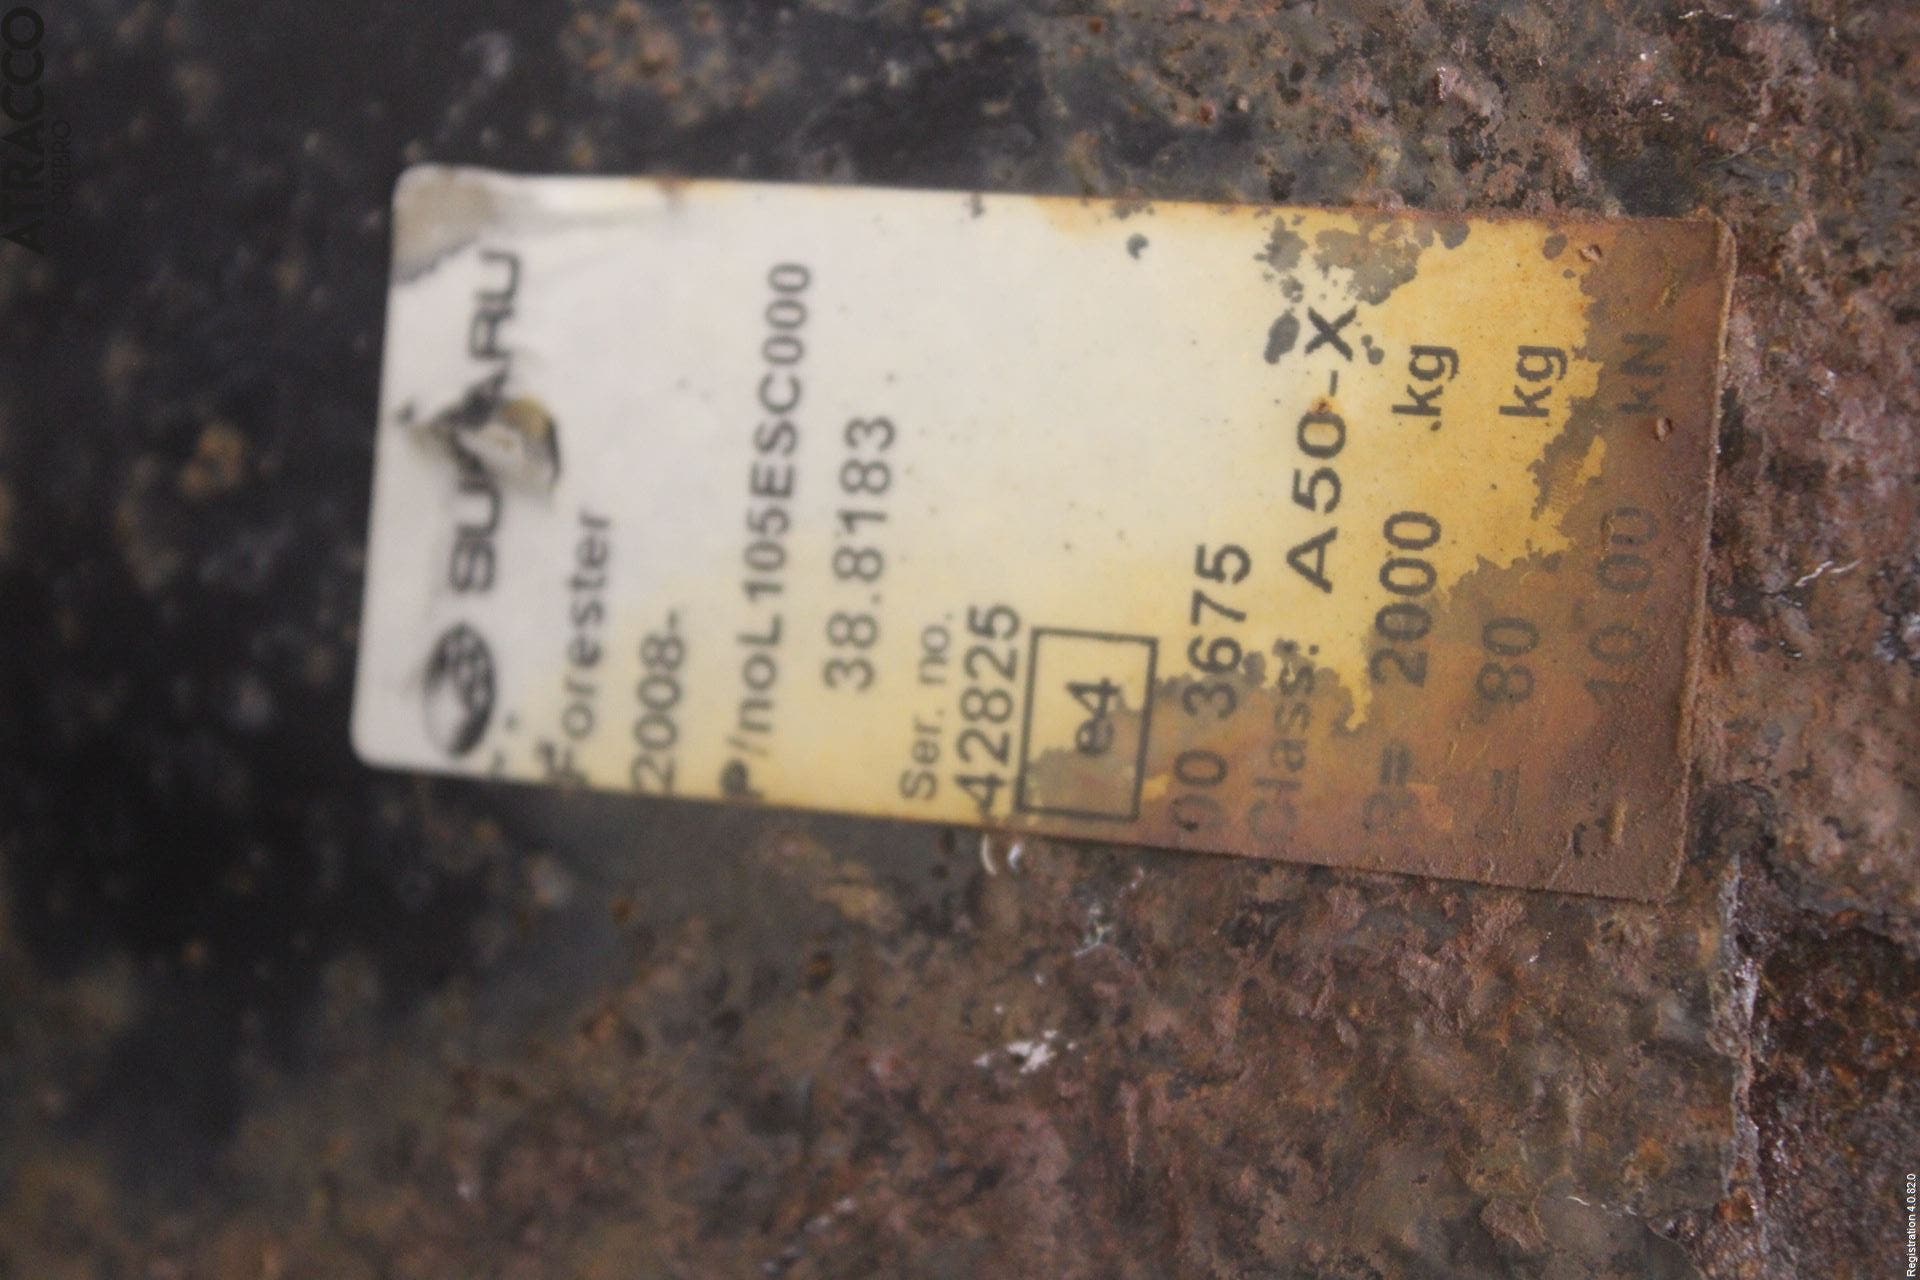 SUBARU
Forester
2008-
P/noL105ESC000
38.8183
Ser. no.
42825
e4
00 3675
Class: A50-X
2000 kg
= 80 kg
10.00 kN
ATRACCO
Registration 4.0.82.0